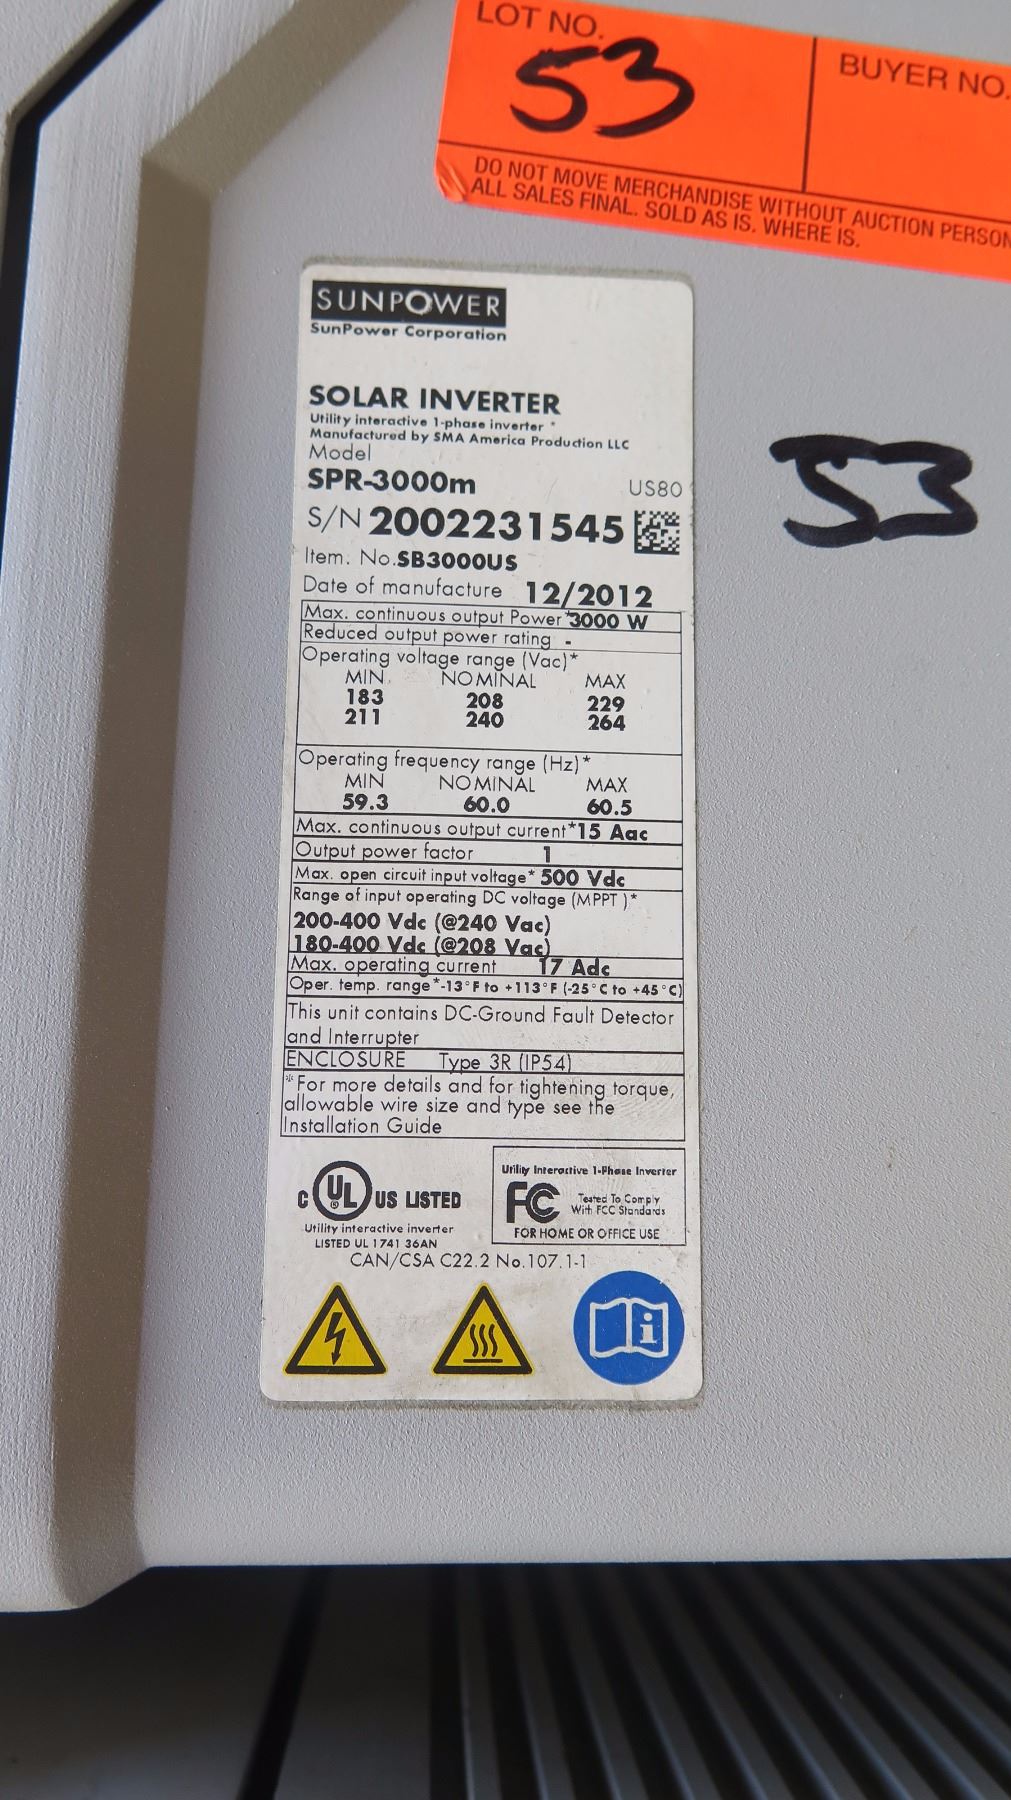 LOT NO.
53
BUYER NO.
DO NOT MOVE MERCHANDISE WITHOUT AUCTION
ALL SALES FINAL. SOLD AS IS. WHERE IS.
SUNPOWER
SunPower Corporation
SOLAR INVERTER
Utility interactive 1-phase inverter *
Manufactured by SMA America Production LLC
Model
SPR-3000m US80
S/N 2002231545
Item. No.SB3000US
Date of manufacture 12/2012
Max. continuous output Power*3000 W
Reduced output power rating -
Operating voltage range (Vac)*
MIN. NOMINAL MAX
183 208 229
211 240 264
Operating frequency range (Hz)*
MIN NOMINAL MAX
59.3 60.0 60.5
Max. continuous output current*15 Aac
Output power factor 1
Max. open circuit input voltage* 500 Vdc
Range of input operating DC voltage (MPPT )*
200-400 Vdc (@240 Vac)
180-400 Vdc (@208 Vac)
Max. operating current 17 Adc
Oper. temp. range*-13°F to +113°F (-25°C to +45°C)
This unit contains DC-Ground Fault Detector
and Interrupter
ENCLOSURE Type 3R (IP54)
*For more details and for tightening torque,
allowable wire size and type see the
Installation Guide
C UL ® US LISTED
Utility interactive inverter
LISTED UL 1741 36AN
CAN/CSA C22.2 No.107.1-1
Utility Interactive 1-Phase Inverter
FC Tested To Comply
With FCC Standards
FOR HOME OR OFFICE USE
i
53